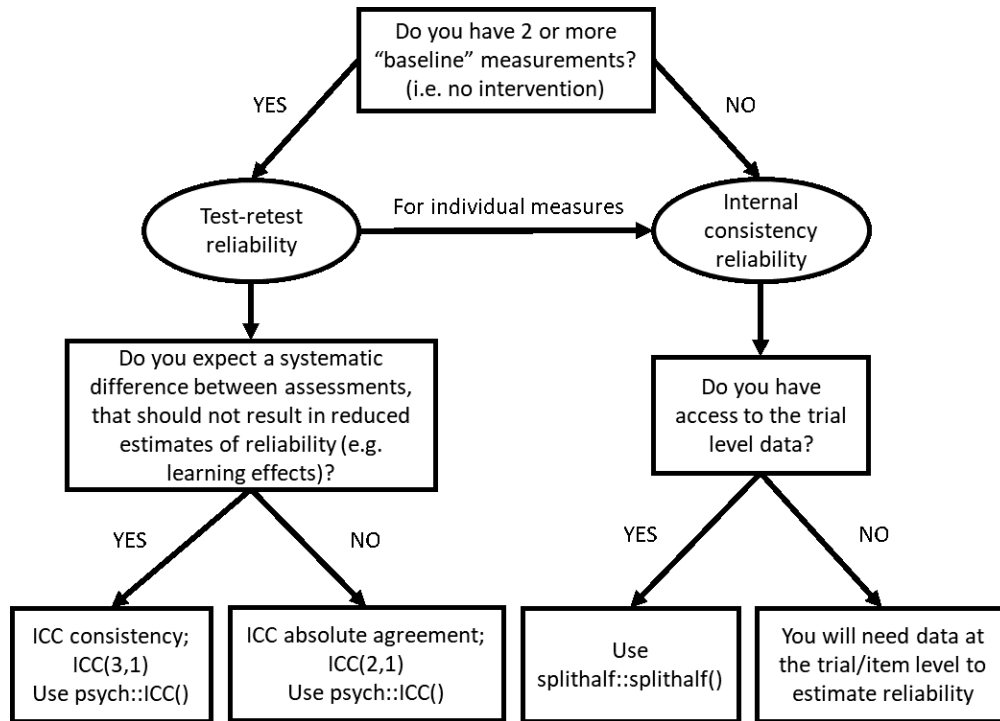 Do you have 2 or more
“baseline” measurements?
(i.e. no intervention)
YES
NO
Test-retest
reliability
For individual measures
Internal
consistency
reliability
Do you expect a systematic
difference between assessments,
that should not result in reduced
estimates of reliability (e.g.
learning effects)?
Do you have
access to the trial
level data?
YES
NO
YES
NO
ICC consistency;
ICC(3,1)
Use psych::ICC()
ICC absolute agreement;
ICC(2,1)
Use psych::ICC()
Use
splithalf::splithalf()
You will need data at
the trial/item level to
estimate reliability